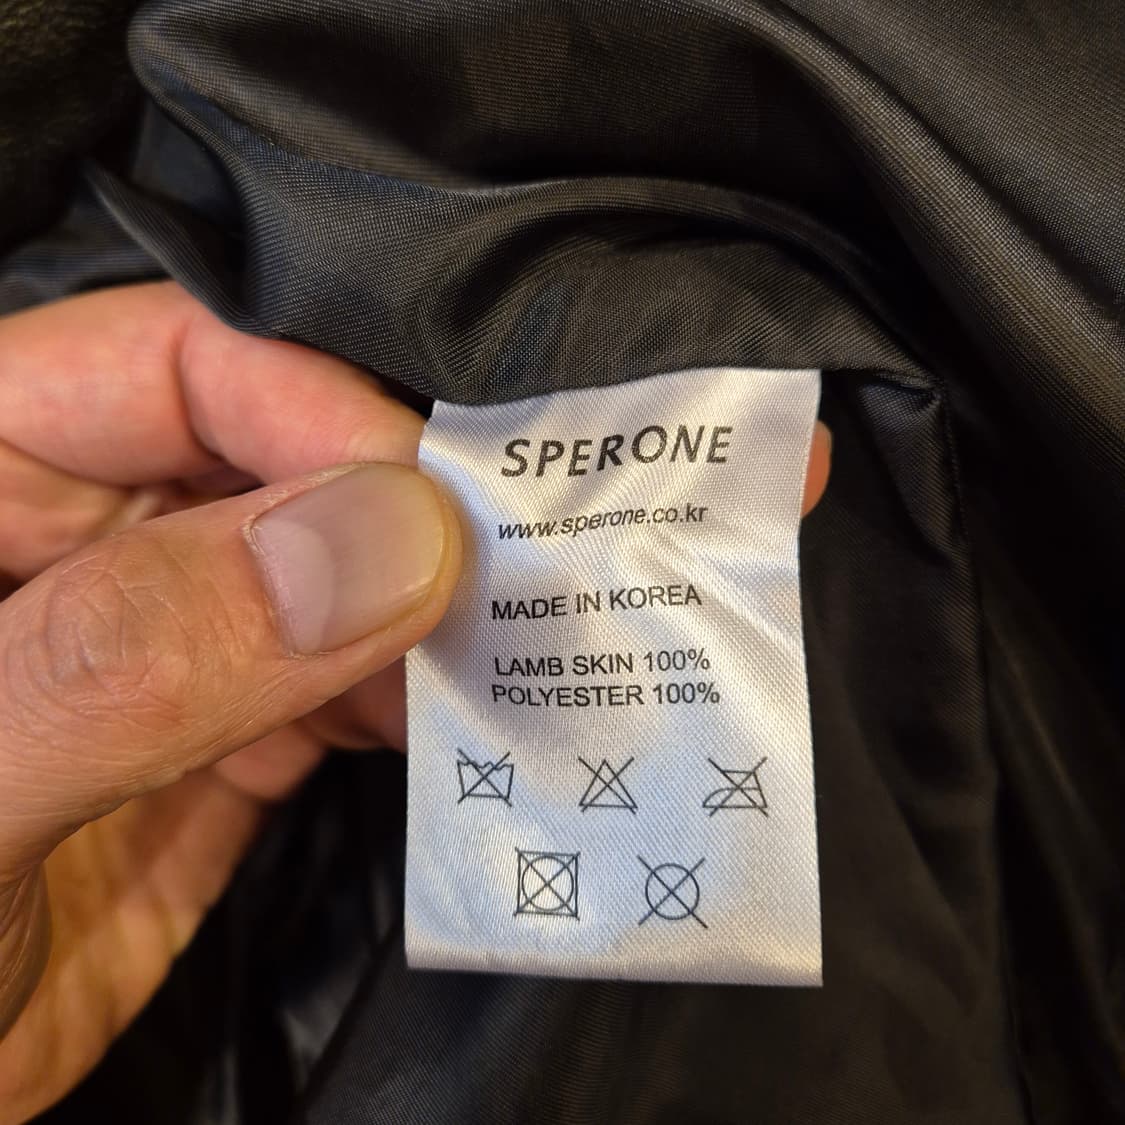 SPERONE
www.sperone.co.kr
MADE IN KOREA
LAMB SKIN 100%
POLYESTER 100%